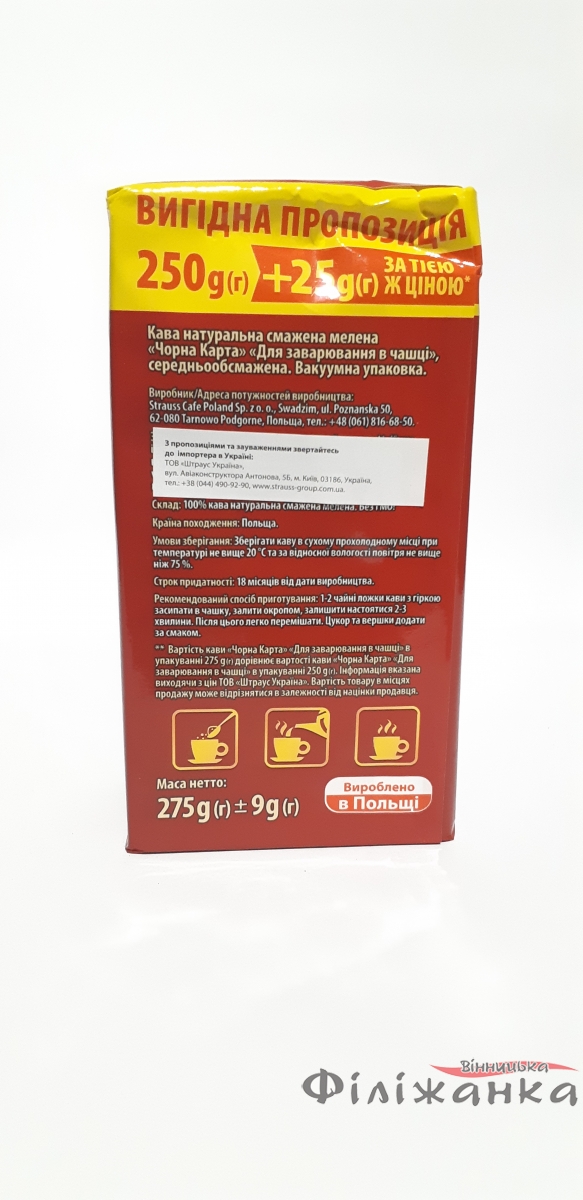 ВИГІДНА ПРОПОЗИЦІЯ
250g(г) +25g(г) ЗА ТІЄЮ
Ж ЦІНОЮ*
Кава натуральна смажена мелена
«Чорна Карта» «Для заварювання в чашці»,
середньообсмажена. Вакуумна упаковка.
Виробник/Адреса потужностей виробництва:
Strauss Cafe Poland Sp. z o. o., Swadzim, ul. Poznanska 50,
62-080 Tarnowo Podgorne, Польща, тел.: +48 (061) 816-68-50.
З пропозиціями та зауваженнями звертайтесь
до імпортера в Україні:
ТОВ «Штраус Україна»,
вул. Авіаконструктора Антонова, 5Б, м. Київ, 03186, Україна,
тел.: +38 (044) 490-92-90, www.strauss-group.com.ua.
Склад: 100% кава натуральна смажена мелена. Без ГМО.
Країна походження: Польща.
Умови зберігання: Зберігати каву в сухому прохолодному місці при
температурі не вище 20 °C та за відносної вологості повітря не вище
ніж 75 %.
Строк придатності: 18 місяців від дати виробництва.
Рекомендований спосіб приготування: 1-2 чайні ложки кави з гіркою
засипати в чашку, залити окропом, залишити настоятися 2-3
хвилини. Після цього легко перемішати. Цукор та вершки додати
за смаком.
** Вартість кави «Чорна Карта» «Для заварювання в чашці» в
упакуванні 275 g(г) дорівнює вартості кави «Чорна Карта» «Для
заварювання в чашці» в упакуванні 250 g(г). Інформація вказана
виходячи з цін ТОВ «Штраус Україна». Вартість товару в місцях
продажу може відрізнятися в залежності від націнки продавця.
Маса нетто:
275g(г) ± 9g(г)
Вироблено
в Польщі
Вінницька
Філіжанка